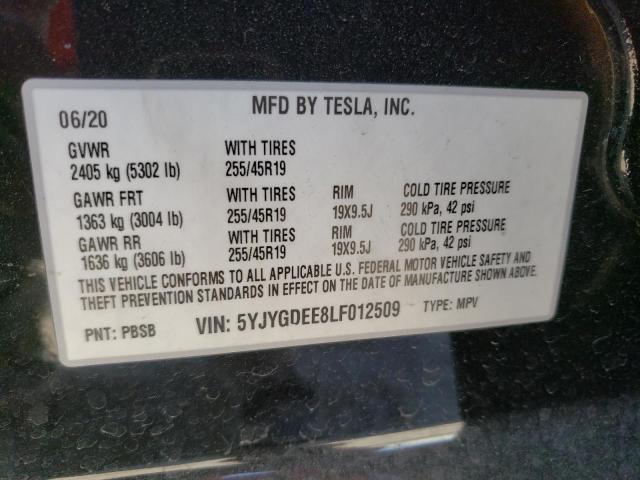 06/20 MFD BY TESLA, INC.
GVWR WITH TIRES
2405 kg (5302 lb) 255/45R19
GAWR FRT WITH TIRES RIM COLD TIRE PRESSURE
1363 kg (3004 lb) 255/45R19 19X9.5J 290 kPa, 42 psi
GAWR RR WITH TIRES RIM COLD TIRE PRESSURE
1636 kg (3606 lb) 255/45R19 19X9.5J 290 kPa, 42 psi
THIS VEHICLE CONFORMS TO ALL APPLICABLE U.S. FEDERAL MOTOR VEHICLE SAFETY AND
THEFT PREVENTION STANDARDS IN EFFECT ON THE DATE OF MANUFACTURE SHOWN ABOVE.
PNT: PBSB VIN: 5YJYGDEE8LF012509 TYPE: MPV